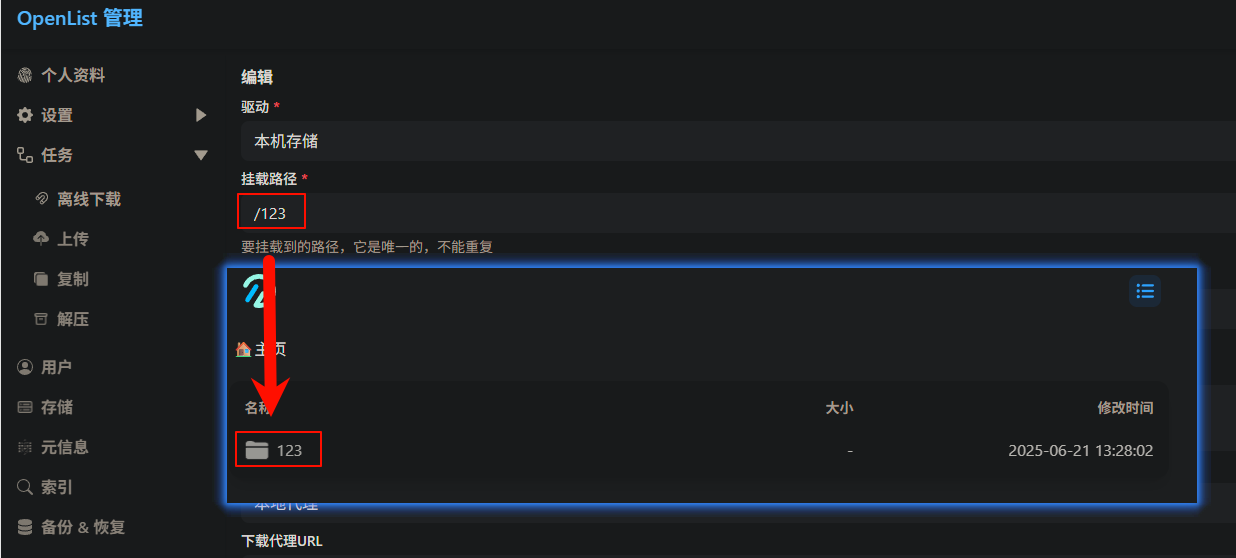 OpenList 管理
个人资料
设置
任务
离线下载
上传
复制
解压
用户
存储
元信息
索引
备份 & 恢复
编辑
驱动 *
本机存储
挂载路径 *
/123
要挂载到的路径，它是唯一的，不能重复
主页
名称 大小 修改时间
123 - 2025-06-21 13:28:02
本地代理
下载代理URL